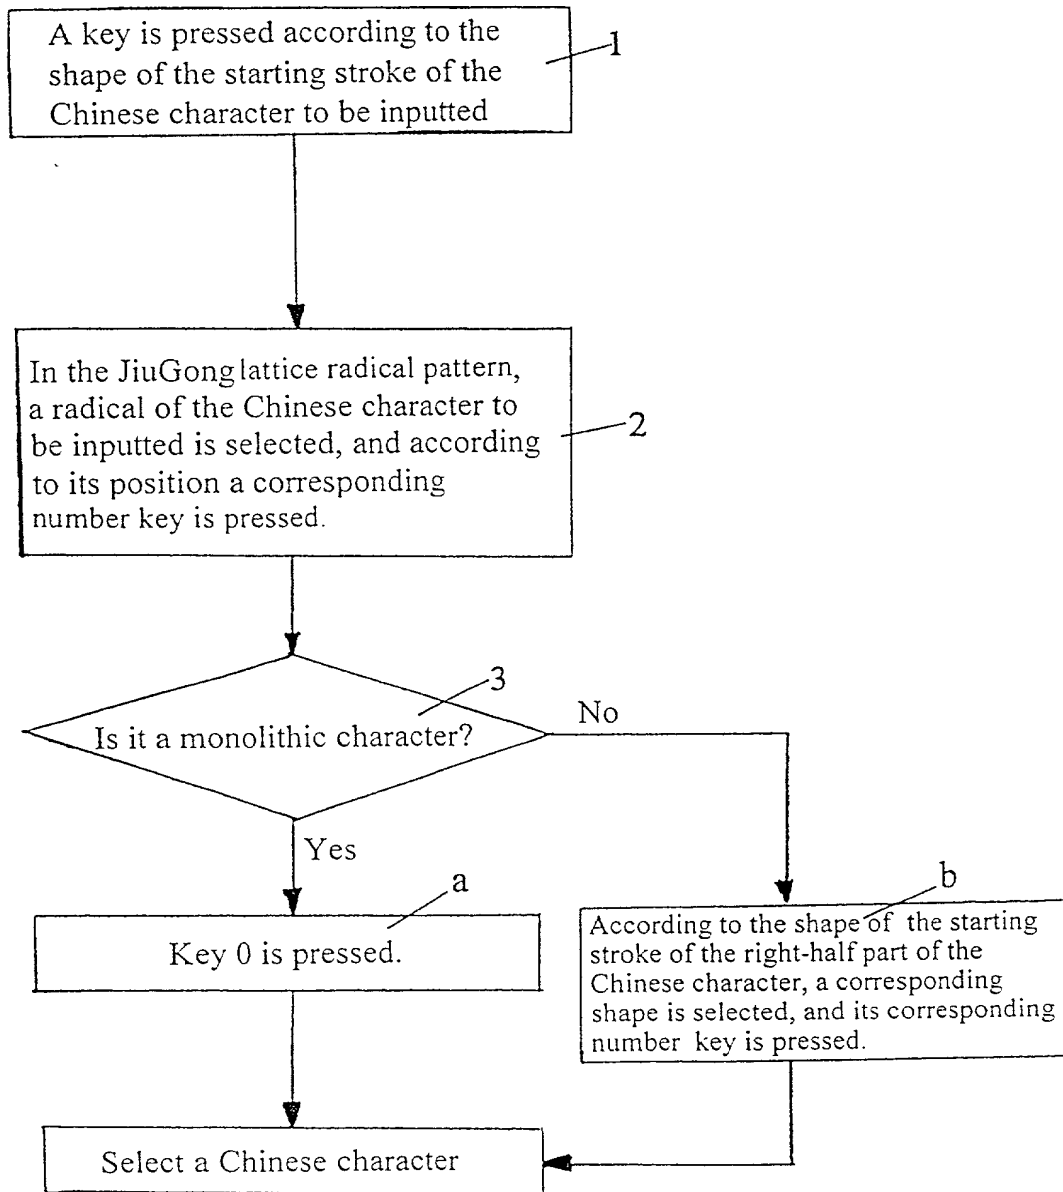 A key is pressed according to the
shape of the starting stroke of the
Chinese character to be inputted
1
In the JiuGong lattice radical pattern,
a radical of the Chinese character to
be inputted is selected, and according
to its position a corresponding
number key is pressed.
2
3
Is it a monolithic character?
No
Yes
a
Key 0 is pressed.
b
According to the shape of the starting
stroke of the right-half part of the
Chinese character, a corresponding
shape is selected, and its corresponding
number key is pressed.
Select a Chinese character